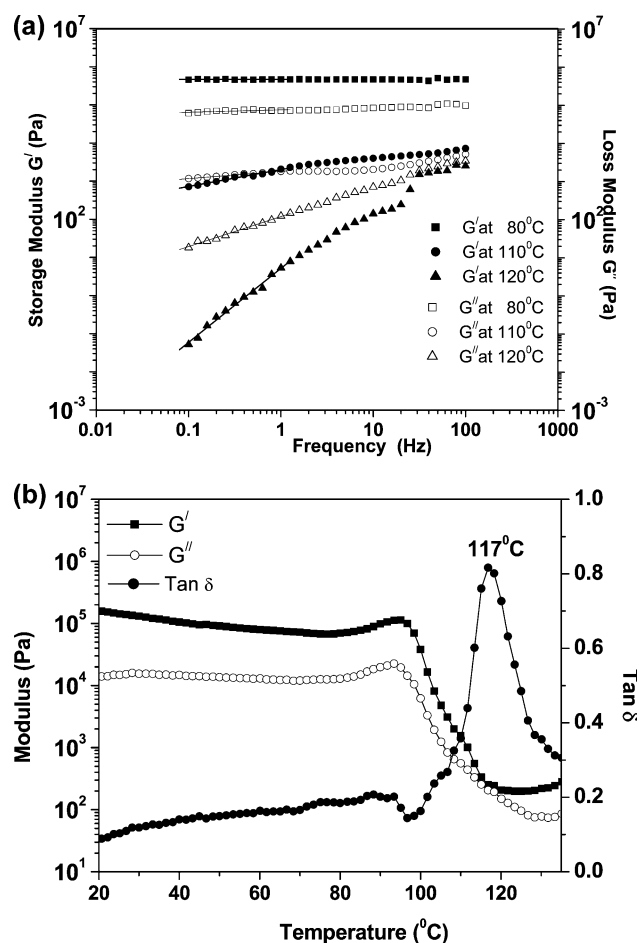 (a)
10⁷
10²
10⁻³
Storage Modulus G′ (Pa)
10⁷
10²
10⁻³
Loss Modulus G′′ (Pa)
G′ at 80⁰C
G′ at 110⁰C
G′ at 120⁰C
G′′ at 80⁰C
G′′ at 110⁰C
G′′ at 120⁰C
0.01 0.1 1 10 100 1000
Frequency (Hz)
(b)
10⁷
10⁶
10⁵
10⁴
10³
10²
10¹
Modulus (Pa)
G′
G′′
Tan δ
117⁰C
1.0
0.8
0.6
0.4
0.2
0.0
Tan δ
20 40 60 80 100 120
Temperature (⁰C)